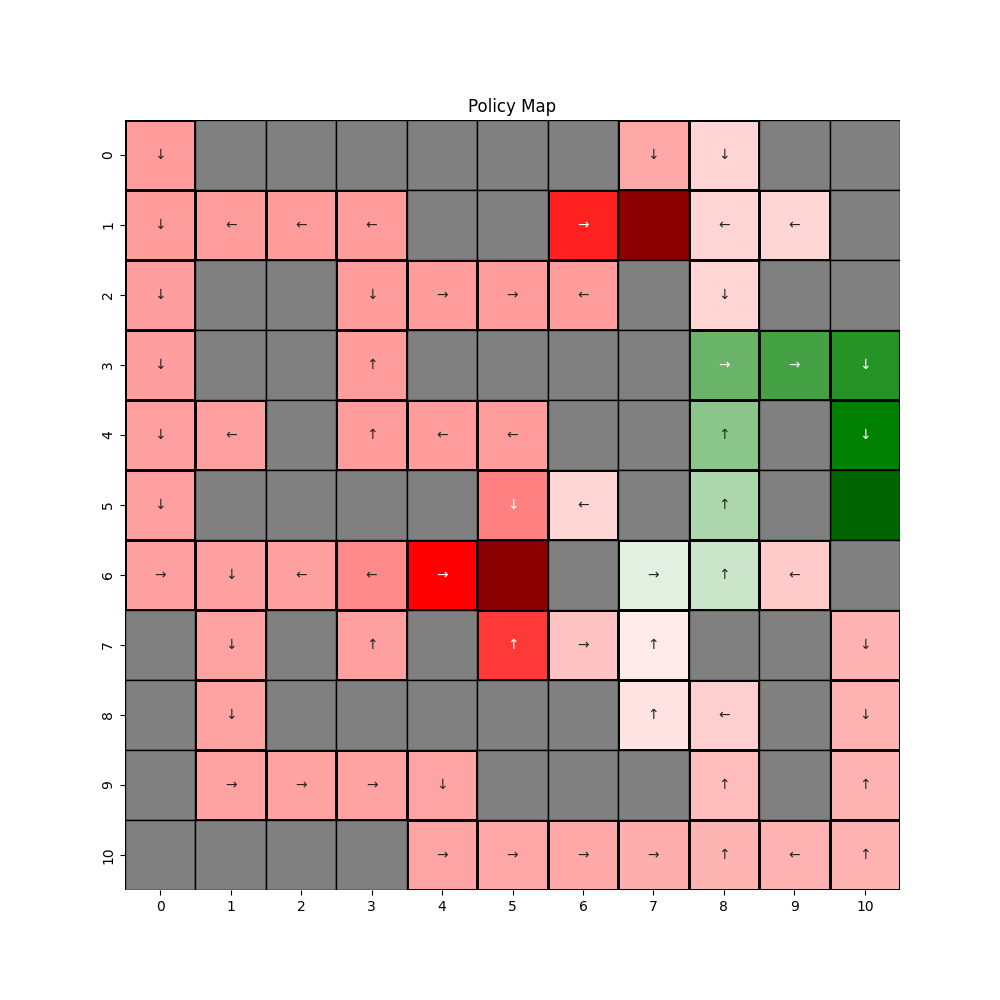 Policy Map
0 ↓ ↓ ↓
1 ↓ ← ← ← → ← ←
2 ↓ ↓ → → ← ↓
3 ↓ ↑ → → ↓
4 ↓ ← ↑ ← ← ↑ ↓
5 ↓ ↓ ← ↑
6 → ↓ ← ← → → ↑ ←
7 ↓ ↑ ↑ → ↑ ↓
8 ↓ ↑ ← ↓
9 → → → ↓ ↑ ↑
10 → → → → ↑ ← ↑
0 1 2 3 4 5 6 7 8 9 10